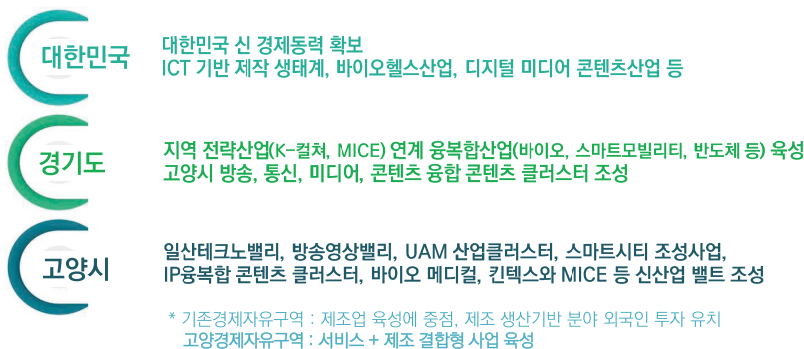 대한민국
대한민국 신 경제동력 확보
ICT 기반 제작 생태계, 바이오헬스산업, 디지털 미디어 콘텐츠산업 등
경기도
지역 전략산업(K-컬쳐, MICE) 연계 융복합산업(바이오, 스마트모빌리티, 반도체 등) 육성
고양시 방송, 통신, 미디어, 콘텐츠 융합 콘텐츠 클러스터 조성
고양시
일산테크노밸리, 방송영상밸리, UAM 산업클러스터, 스마트시티 조성사업,
IP융복합 콘텐츠 클러스터, 바이오 메디컬, 킨텍스와 MICE 등 신산업 밸트 조성
* 기존경제자유구역 : 제조업 육성에 중점, 제조 생산기반 분야 외국인 투자 유치
고양경제자유구역 : 서비스 + 제조 결합형 사업 육성